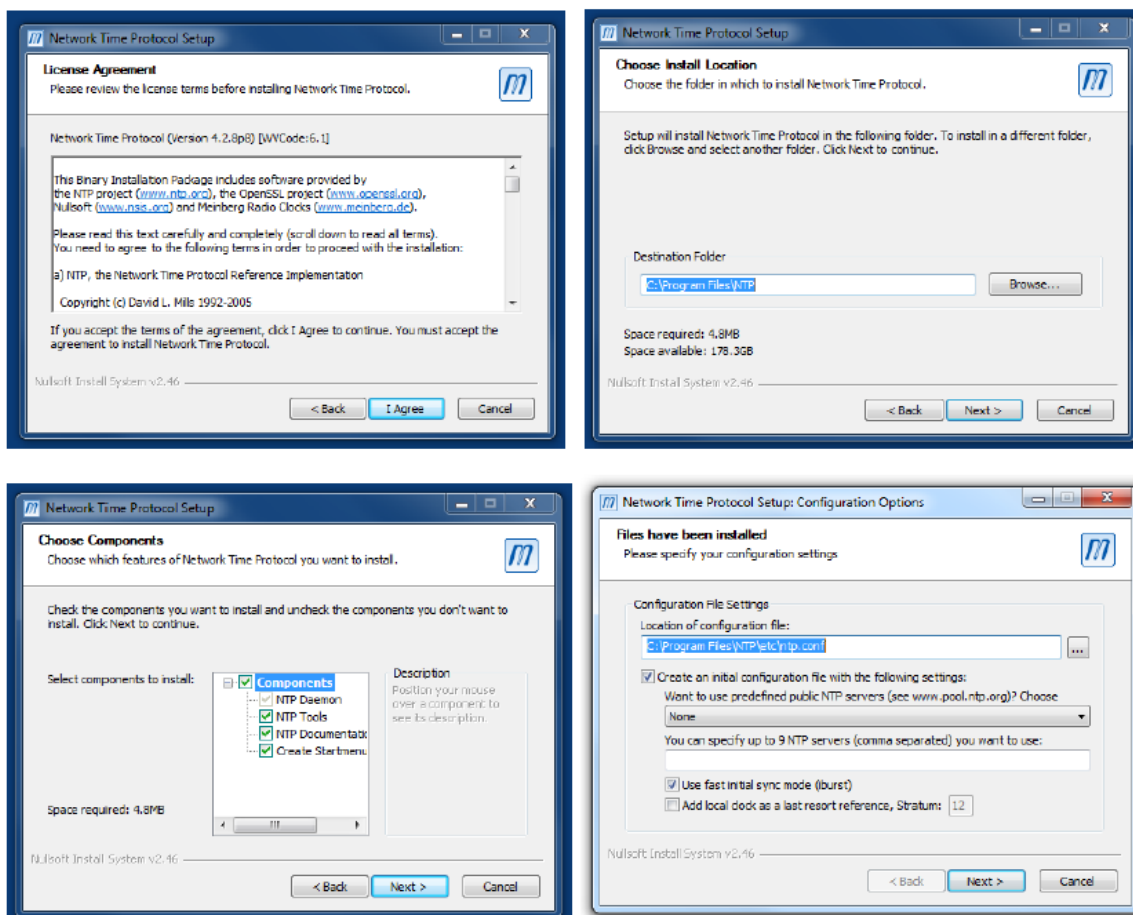 Network Time Protocol Setup
License Agreement
Please review the license terms before installing Network Time Protocol.
Network Time Protocol (Version 4.2.8p8) [WVCode:6.1]
This Binary Installation Package includes software provided by
the NTP project (www.ntp.org), the OpenSSL project (www.openssl.org),
Nullsoft (www.nsis.org) and Meinberg Radio Clocks (www.meinberg.de).
Please read this text carefully and completely (scroll down to read all terms).
You need to agree to the following terms in order to proceed with the installation:
a) NTP, the Network Time Protocol Reference Implementation
Copyright (c) David L. Mills 1992-2005
If you accept the terms of the agreement, click I Agree to continue. You must accept the
agreement to install Network Time Protocol.
Nullsoft Install System v2.46
< Back
I Agree
Cancel
Network Time Protocol Setup
Choose Install Location
Choose the folder in which to install Network Time Protocol.
Setup will install Network Time Protocol in the following folder. To install in a different folder,
click Browse and select another folder. Click Next to continue.
Destination Folder
C:\Program Files\NTP
Browse...
Space required: 4.8MB
Space available: 178.3GB
Nullsoft Install System v2.46
< Back
Next >
Cancel
Network Time Protocol Setup
Choose Components
Choose which features of Network Time Protocol you want to install.
Check the components you want to install and uncheck the components you don't want to
install. Click Next to continue.
Select components to install:
Components
NTP Daemon
NTP Tools
NTP Documentatic
Create Startmenu
Description
Position your mouse
over a component to
see its description.
Space required: 4.8MB
Nullsoft Install System v2.46
< Back
Next >
Cancel
Network Time Protocol Setup: Configuration Options
Files have been installed
Please specify your configuration settings
Configuration File Settings
Location of configuration file:
C:\Program Files\NTP\etc\ntp.conf
...
Create an initial configuration file with the following settings:
Want to use predefined public NTP servers (see www.pool.ntp.org)? Choose
None
You can specify up to 9 NTP servers (comma separated) you want to use:
Use fast initial sync mode (iburst)
Add local clock as a last resort reference, Stratum: 12
Nullsoft Install System v2.46
< Back
Next >
Cancel